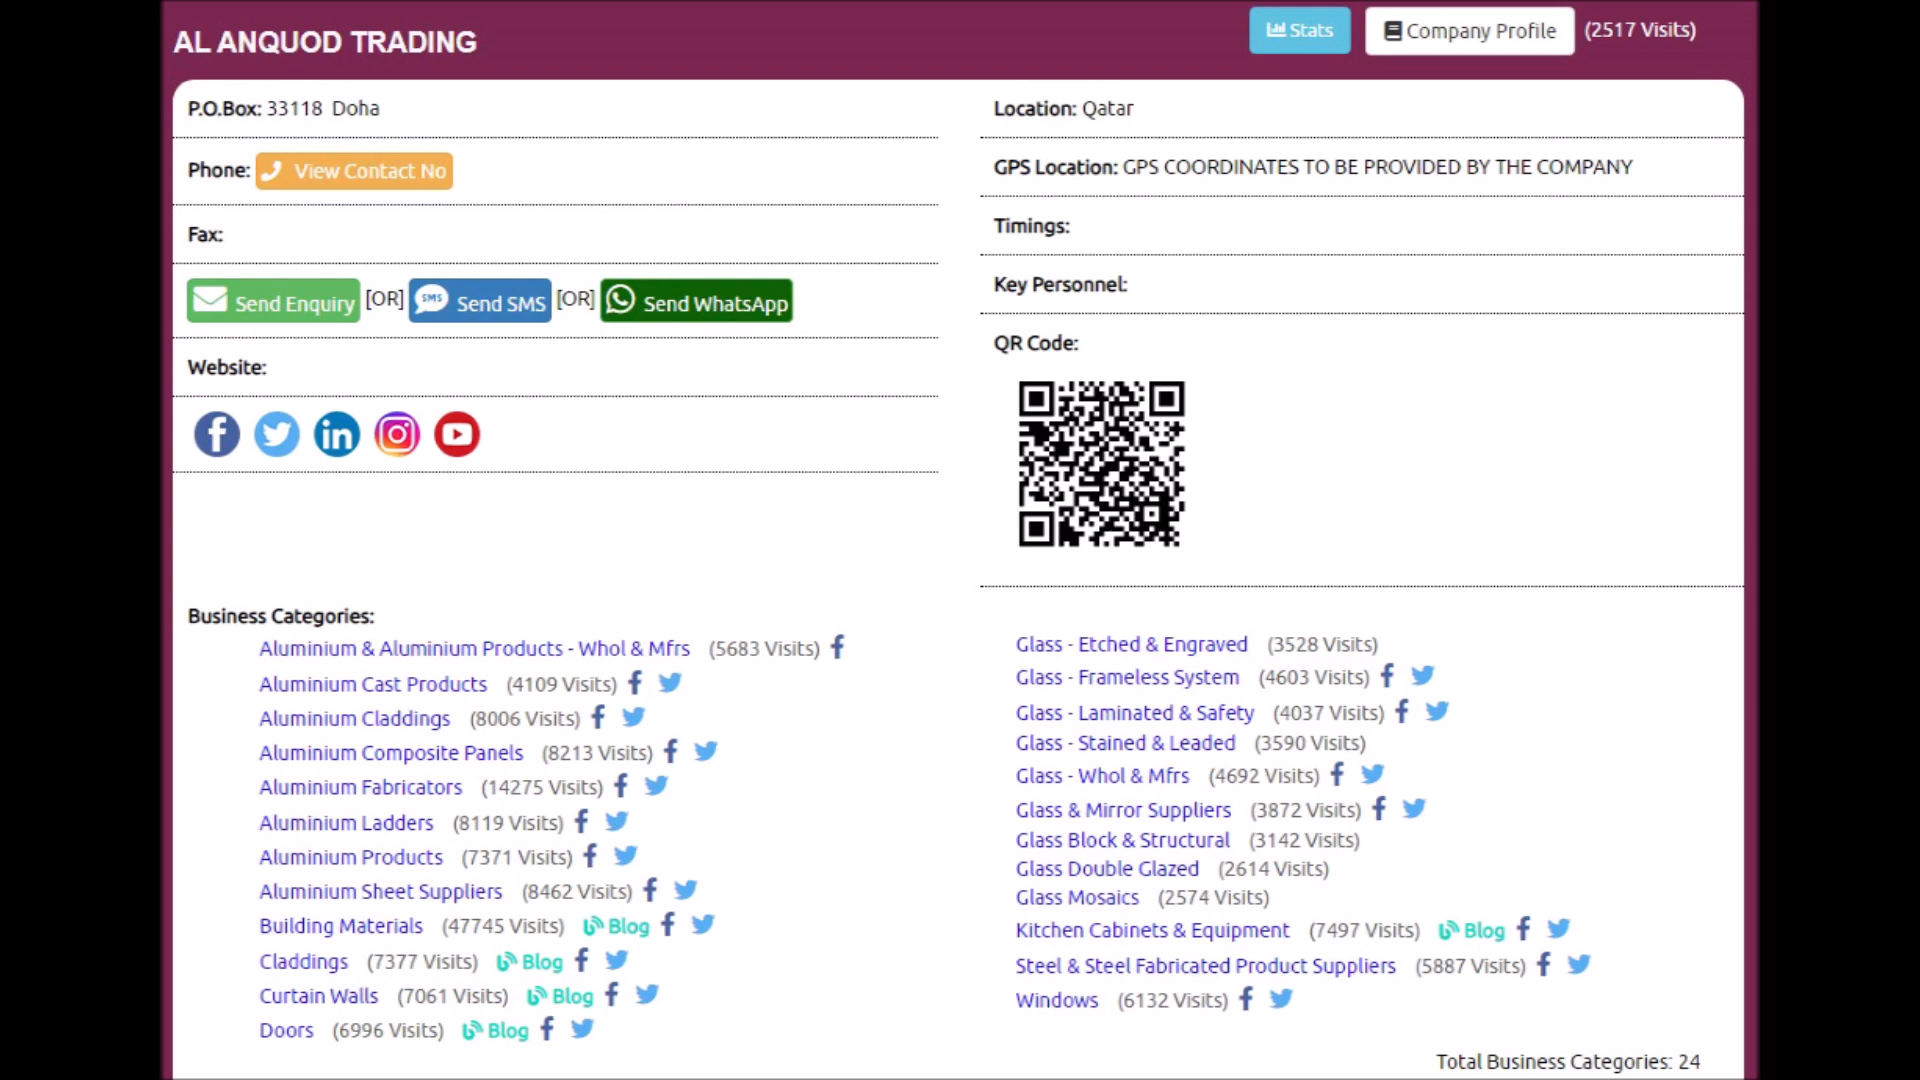 AL ANQUOD TRADING
Stats
Company Profile
(2517 Visits)
P.O.Box: 33118 Doha
Phone: View Contact No
Fax:
Send Enquiry [OR] SMS Send SMS [OR] Send WhatsApp
Website:
Location: Qatar
GPS Location: GPS COORDINATES TO BE PROVIDED BY THE COMPANY
Timings:
Key Personnel:
QR Code:
Business Categories:
Aluminium & Aluminium Products - Whol & Mfrs (5683 Visits)
Aluminium Cast Products (4109 Visits)
Aluminium Claddings (8006 Visits)
Aluminium Composite Panels (8213 Visits)
Aluminium Fabricators (14275 Visits)
Aluminium Ladders (8119 Visits)
Aluminium Products (7371 Visits)
Aluminium Sheet Suppliers (8462 Visits)
Building Materials (47745 Visits) Blog
Claddings (7377 Visits) Blog
Curtain Walls (7061 Visits) Blog
Doors (6996 Visits) Blog
Glass - Etched & Engraved (3528 Visits)
Glass - Frameless System (4603 Visits)
Glass - Laminated & Safety (4037 Visits)
Glass - Stained & Leaded (3590 Visits)
Glass - Whol & Mfrs (4692 Visits)
Glass & Mirror Suppliers (3872 Visits)
Glass Block & Structural (3142 Visits)
Glass Double Glazed (2614 Visits)
Glass Mosaics (2574 Visits)
Kitchen Cabinets & Equipment (7497 Visits) Blog
Steel & Steel Fabricated Product Suppliers (5887 Visits)
Windows (6132 Visits)
Total Business Categories: 24